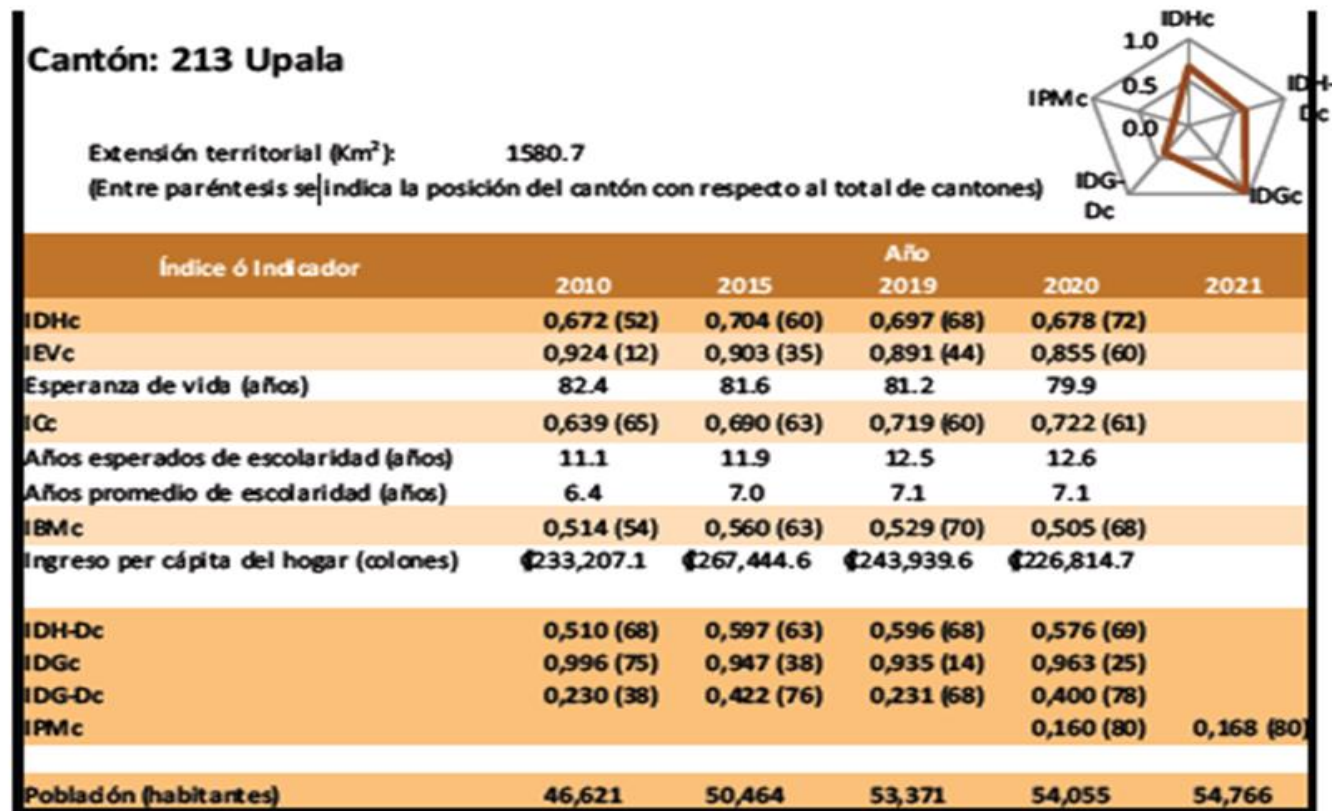 IDHc
Cantón: 213 Upala
1.0
0.5
0.0
IPMc
IDH-
Dc
IDG-
Dc
IDGc
Extensión territorial (Km²): 1580.7
(Entre paréntesis se indica la posición del cantón con respecto al total de cantones)
Índice ó Indicador Año
2010 2015 2019 2020 2021
IDHc 0,672 (52) 0,704 (60) 0,697 (68) 0,678 (72)
IEVc 0,924 (12) 0,903 (35) 0,891 (44) 0,855 (60)
Esperanza de vida (años) 82.4 81.6 81.2 79.9
ICc 0,639 (65) 0,690 (63) 0,719 (60) 0,722 (61)
Años esperados de escolaridad (años) 11.1 11.9 12.5 12.6
Años promedio de escolaridad (años) 6.4 7.0 7.1 7.1
IBMc 0,514 (54) 0,560 (63) 0,529 (70) 0,505 (68)
Ingreso per cápita del hogar (colones) ₡233,207.1 ₡267,444.6 ₡243,939.6 ₡226,814.7
IDH-Dc 0,510 (68) 0,597 (63) 0,596 (68) 0,576 (69)
IDGc 0,996 (75) 0,947 (38) 0,935 (14) 0,963 (25)
IDG-Dc 0,230 (38) 0,422 (76) 0,231 (68) 0,400 (78)
IPMc 0,160 (80) 0,168 (80)
Población (habitantes) 46,621 50,464 53,371 54,055 54,766